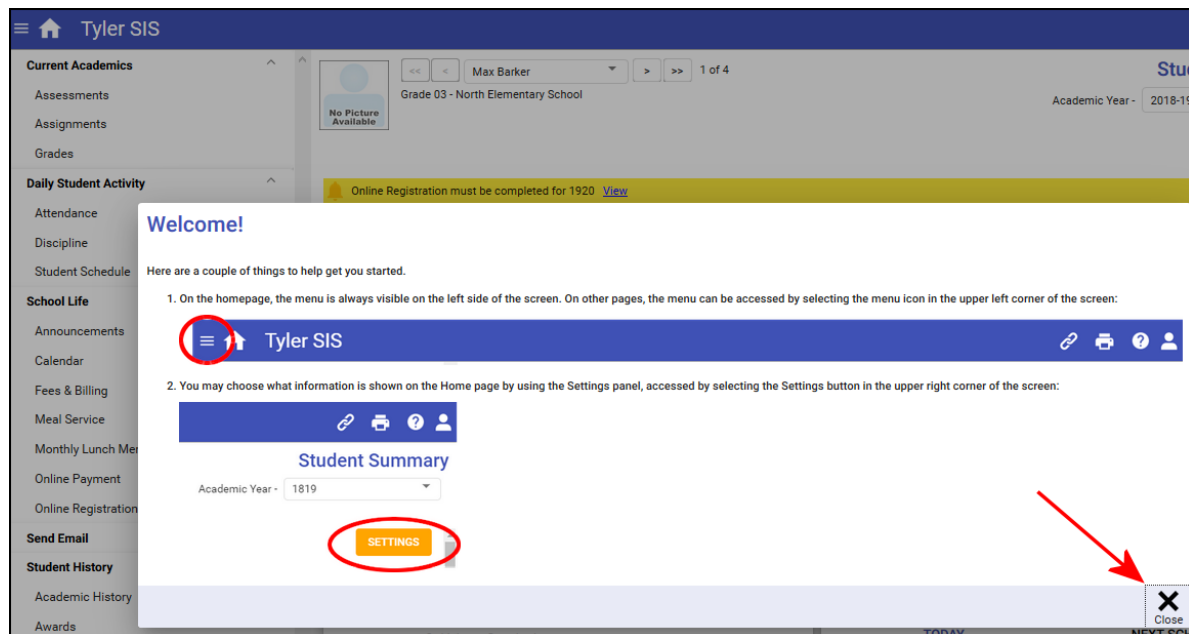 Tyler SIS
Current Academics
Assessments
Assignments
Grades
Daily Student Activity
Attendance
Discipline
Student Schedule
School Life
Announcements
Calendar
Fees & Billing
Meal Service
Monthly Lunch Mer
Online Payment
Online Registration
Send Email
Student History
Academic History
Awards
No Picture
Available
<< < Max Barker > >> 1 of 4
Grade 03 - North Elementary School
Stu
Academic Year - 2018-19
Online Registration must be completed for 1920 View
Welcome!
Here are a couple of things to help get you started.
1. On the homepage, the menu is always visible on the left side of the screen. On other pages, the menu can be accessed by selecting the menu icon in the upper left corner of the screen:
Tyler SIS
2. You may choose what information is shown on the Home page by using the Settings panel, accessed by selecting the Settings button in the upper right corner of the screen:
Student Summary
Academic Year - 1819
SETTINGS
Close
TODAY